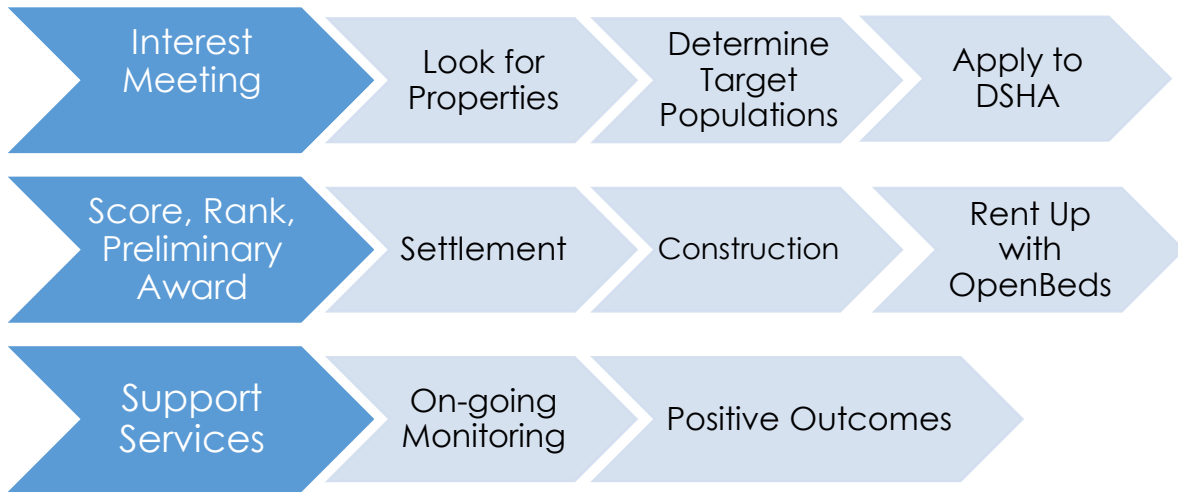 Interest
Meeting
Look for
Properties
Determine
Target
Populations
Apply to
DSHA
Score, Rank,
Preliminary
Award
Settlement
Construction
Rent Up
with
OpenBeds
Support
Services
On-going
Monitoring
Positive Outcomes